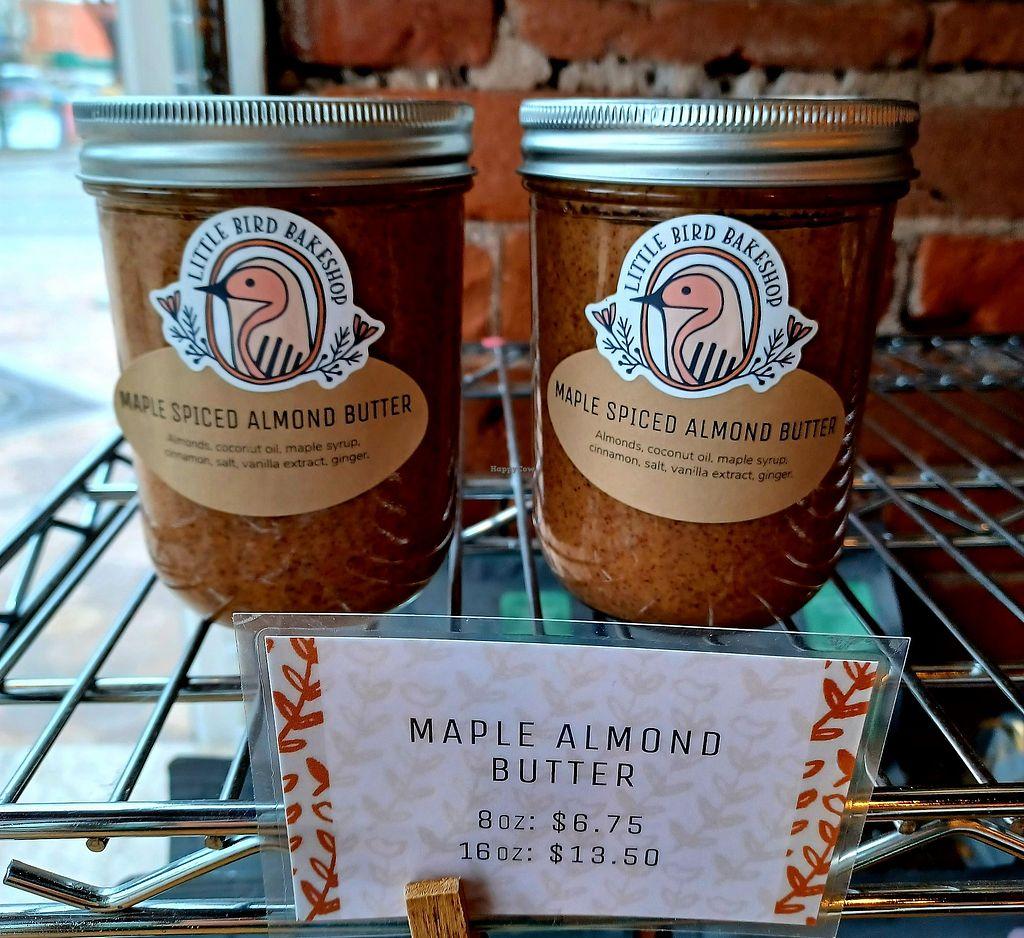 LITTLE BIRD BAKESHOP
MAPLE SPICED ALMOND BUTTER
Almonds, coconut oil, maple syrup,
cinnamon, salt, vanilla extract, ginger.
LITTLE BIRD BAKESHOP
MAPLE SPICED ALMOND BUTTER
Almonds, coconut oil, maple syrup,
cinnamon, salt, vanilla extract, ginger.
HappyCow
MAPLE ALMOND
BUTTER
8oz: $6.75
16oz: $13.50